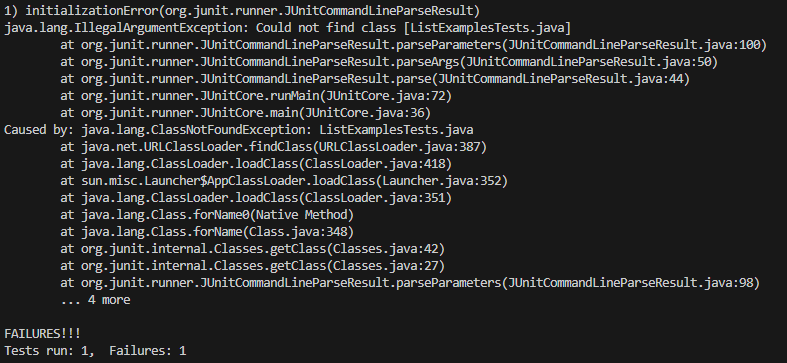 1) initializationError(org.junit.runner.JUnitCommandLineParseResult)
java.lang.IllegalArgumentException: Could not find class [ListExamplesTests.java]
        at org.junit.runner.JUnitCommandLineParseResult.parseParameters(JUnitCommandLineParseResult.java:100)
        at org.junit.runner.JUnitCommandLineParseResult.parseArgs(JUnitCommandLineParseResult.java:50)
        at org.junit.runner.JUnitCommandLineParseResult.parse(JUnitCommandLineParseResult.java:44)
        at org.junit.runner.JUnitCore.runMain(JUnitCore.java:72)
        at org.junit.runner.JUnitCore.main(JUnitCore.java:36)
Caused by: java.lang.ClassNotFoundException: ListExamplesTests.java
        at java.net.URLClassLoader.findClass(URLClassLoader.java:387)
        at java.lang.ClassLoader.loadClass(ClassLoader.java:418)
        at sun.misc.Launcher$AppClassLoader.loadClass(Launcher.java:352)
        at java.lang.ClassLoader.loadClass(ClassLoader.java:351)
        at java.lang.Class.forName0(Native Method)
        at java.lang.Class.forName(Class.java:348)
        at org.junit.internal.Classes.getClass(Classes.java:42)
        at org.junit.internal.Classes.getClass(Classes.java:27)
        at org.junit.runner.JUnitCommandLineParseResult.parseParameters(JUnitCommandLineParseResult.java:98)
        ... 4 more

FAILURES!!!
Tests run: 1,  Failures: 1